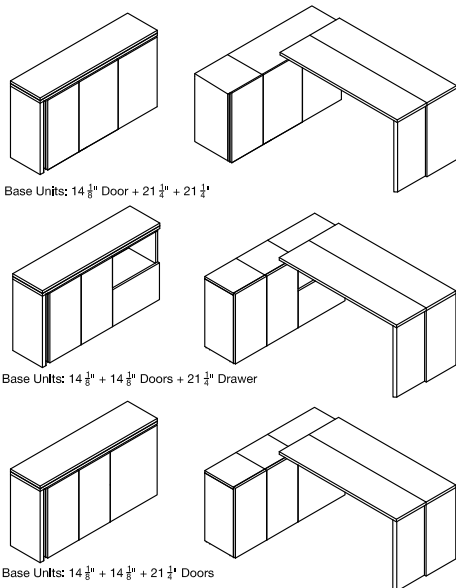 Base Units: 14 1/8" Door + 21 1/4" + 21 1/4"
Base Units: 14 1/8" + 14 1/8" Doors + 21 1/4" Drawer
Base Units: 14 1/8" + 14 1/8" + 21 1/4" Doors